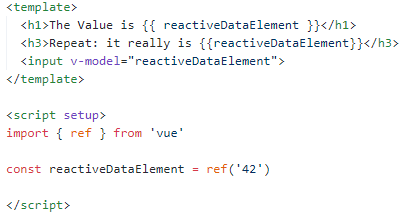 <template>
<h1>The Value is {{ reactiveDataElement }}</h1>
<h3>Repeat: it really is {{reactiveDataElement}}</h3>
<input v-model="reactiveDataElement">
</template>
<script setup>
import { ref } from 'vue'
const reactiveDataElement = ref('42')
</script>